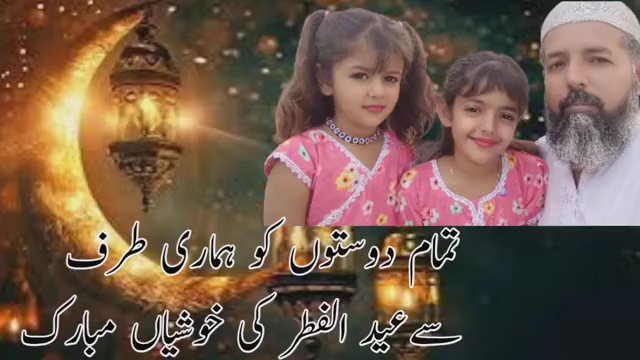 تمام دوستوں کو ہماری طرف
سے عید الفطر کی خوشیاں مبارک